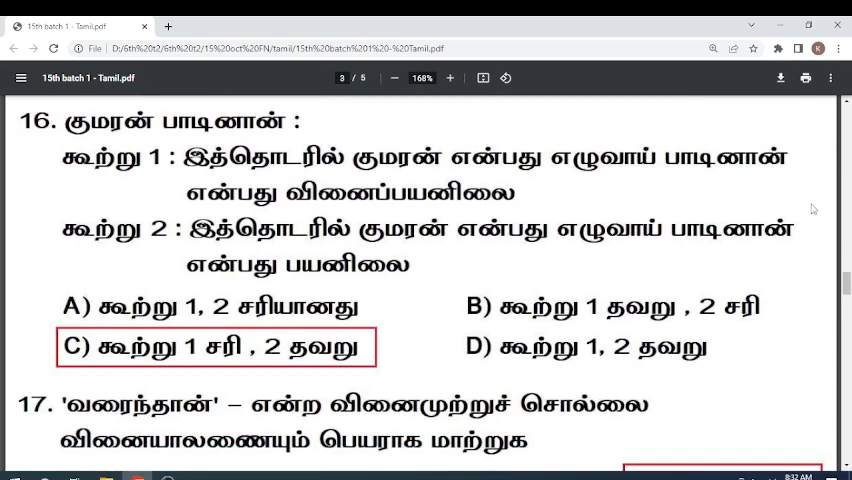 15th batch 1 - Tamil.pdf
File
D:/6th%20t2/6th%20t2/15%20oct%20FN/tamil/15th%20batch%201%20-%20Tamil.pdf
K
15th batch 1 - Tamil.pdf
3 / 5
168%
16. குமரன் பாடினான் :
கூற்று 1 : இத்தொடரில் குமரன் என்பது எழுவாய் பாடினான்
என்பது வினைப்பயனிலை
கூற்று 2 : இத்தொடரில் குமரன் என்பது எழுவாய் பாடினான்
என்பது பயனிலை
A) கூற்று 1, 2 சரியானது
B) கூற்று 1 தவறு , 2 சரி
C) கூற்று 1 சரி , 2 தவறு
D) கூற்று 1, 2 தவறு
17. 'வரைந்தான்' – என்ற வினைமுற்றுச் சொல்லை
வினையாலணையும் பெயராக மாற்றுக
8:32 AM